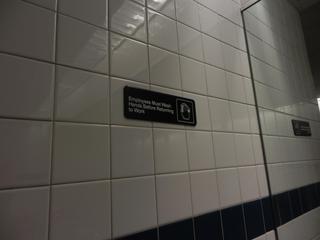 Employees Must Wash
Hands Before Returning
to Work